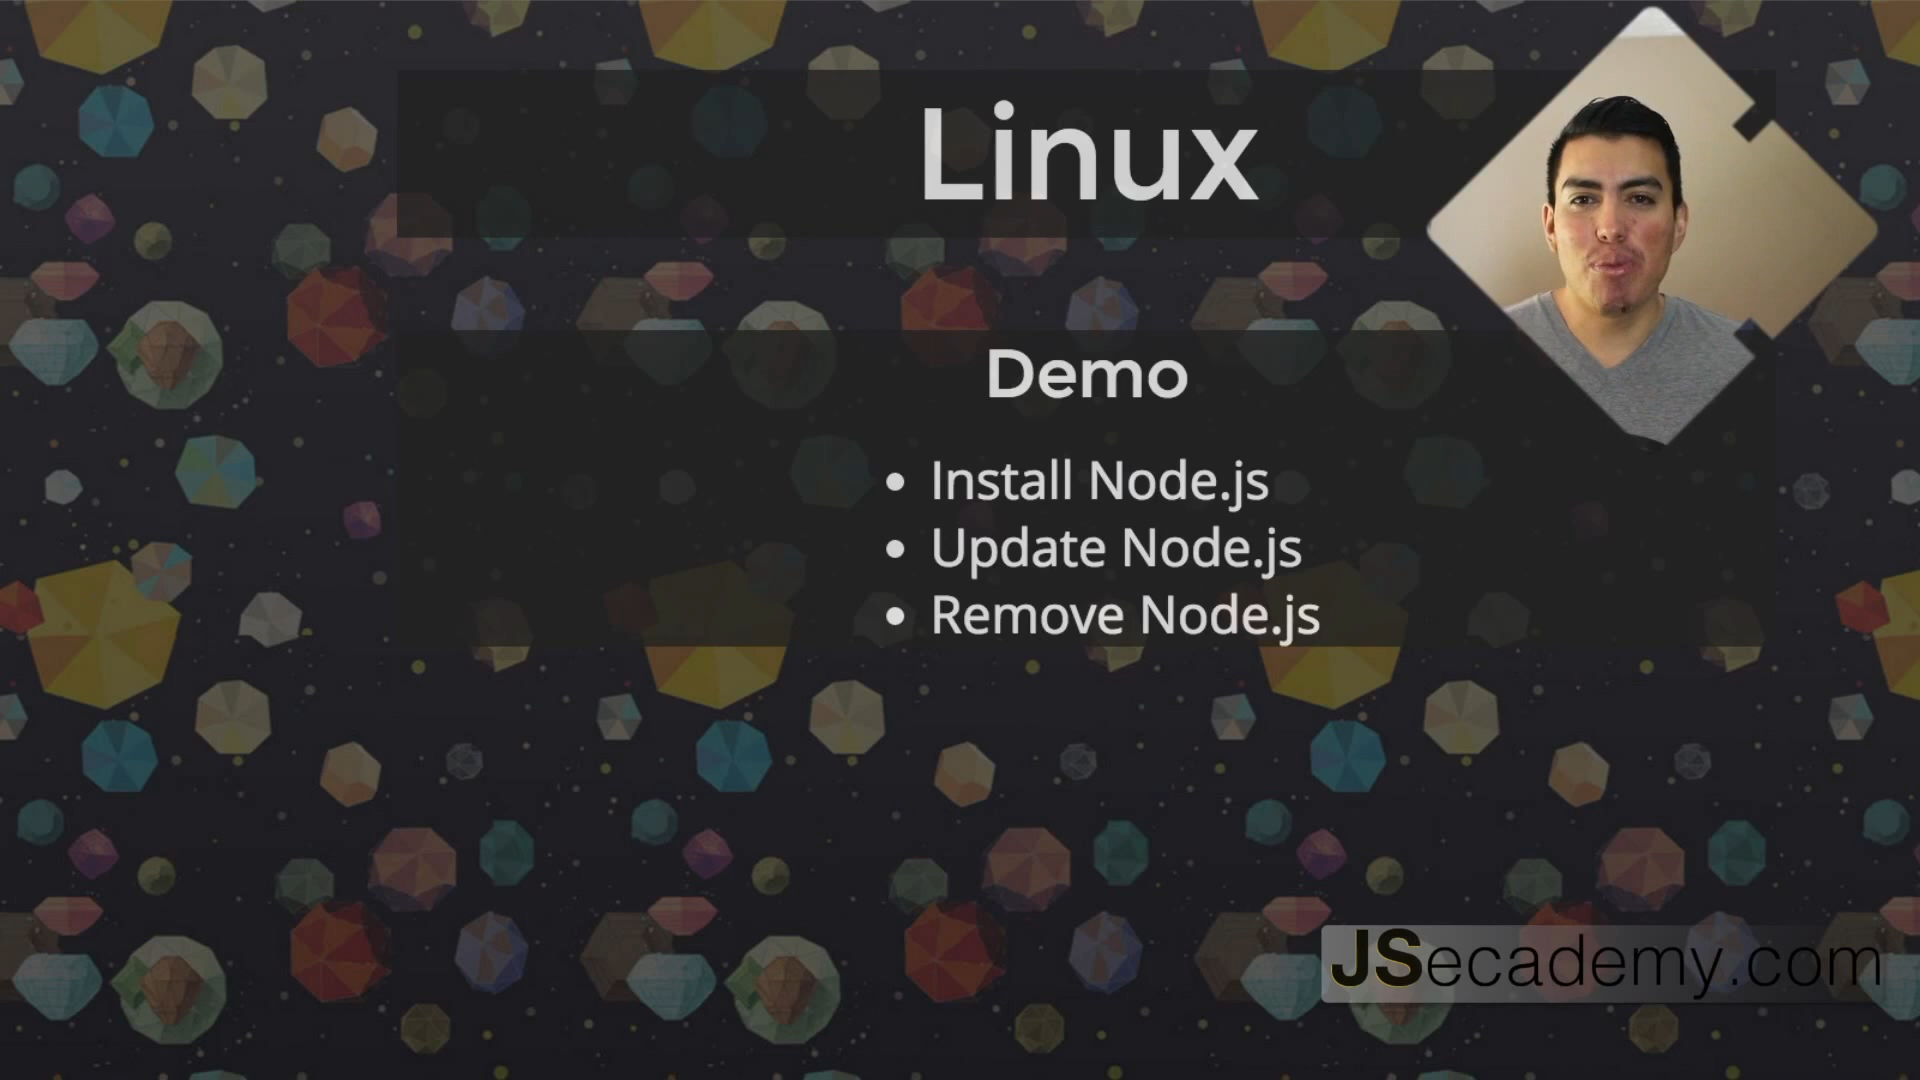 Linux
Demo
• Install Node.js
• Update Node.js
• Remove Node.js
JSecademy.com